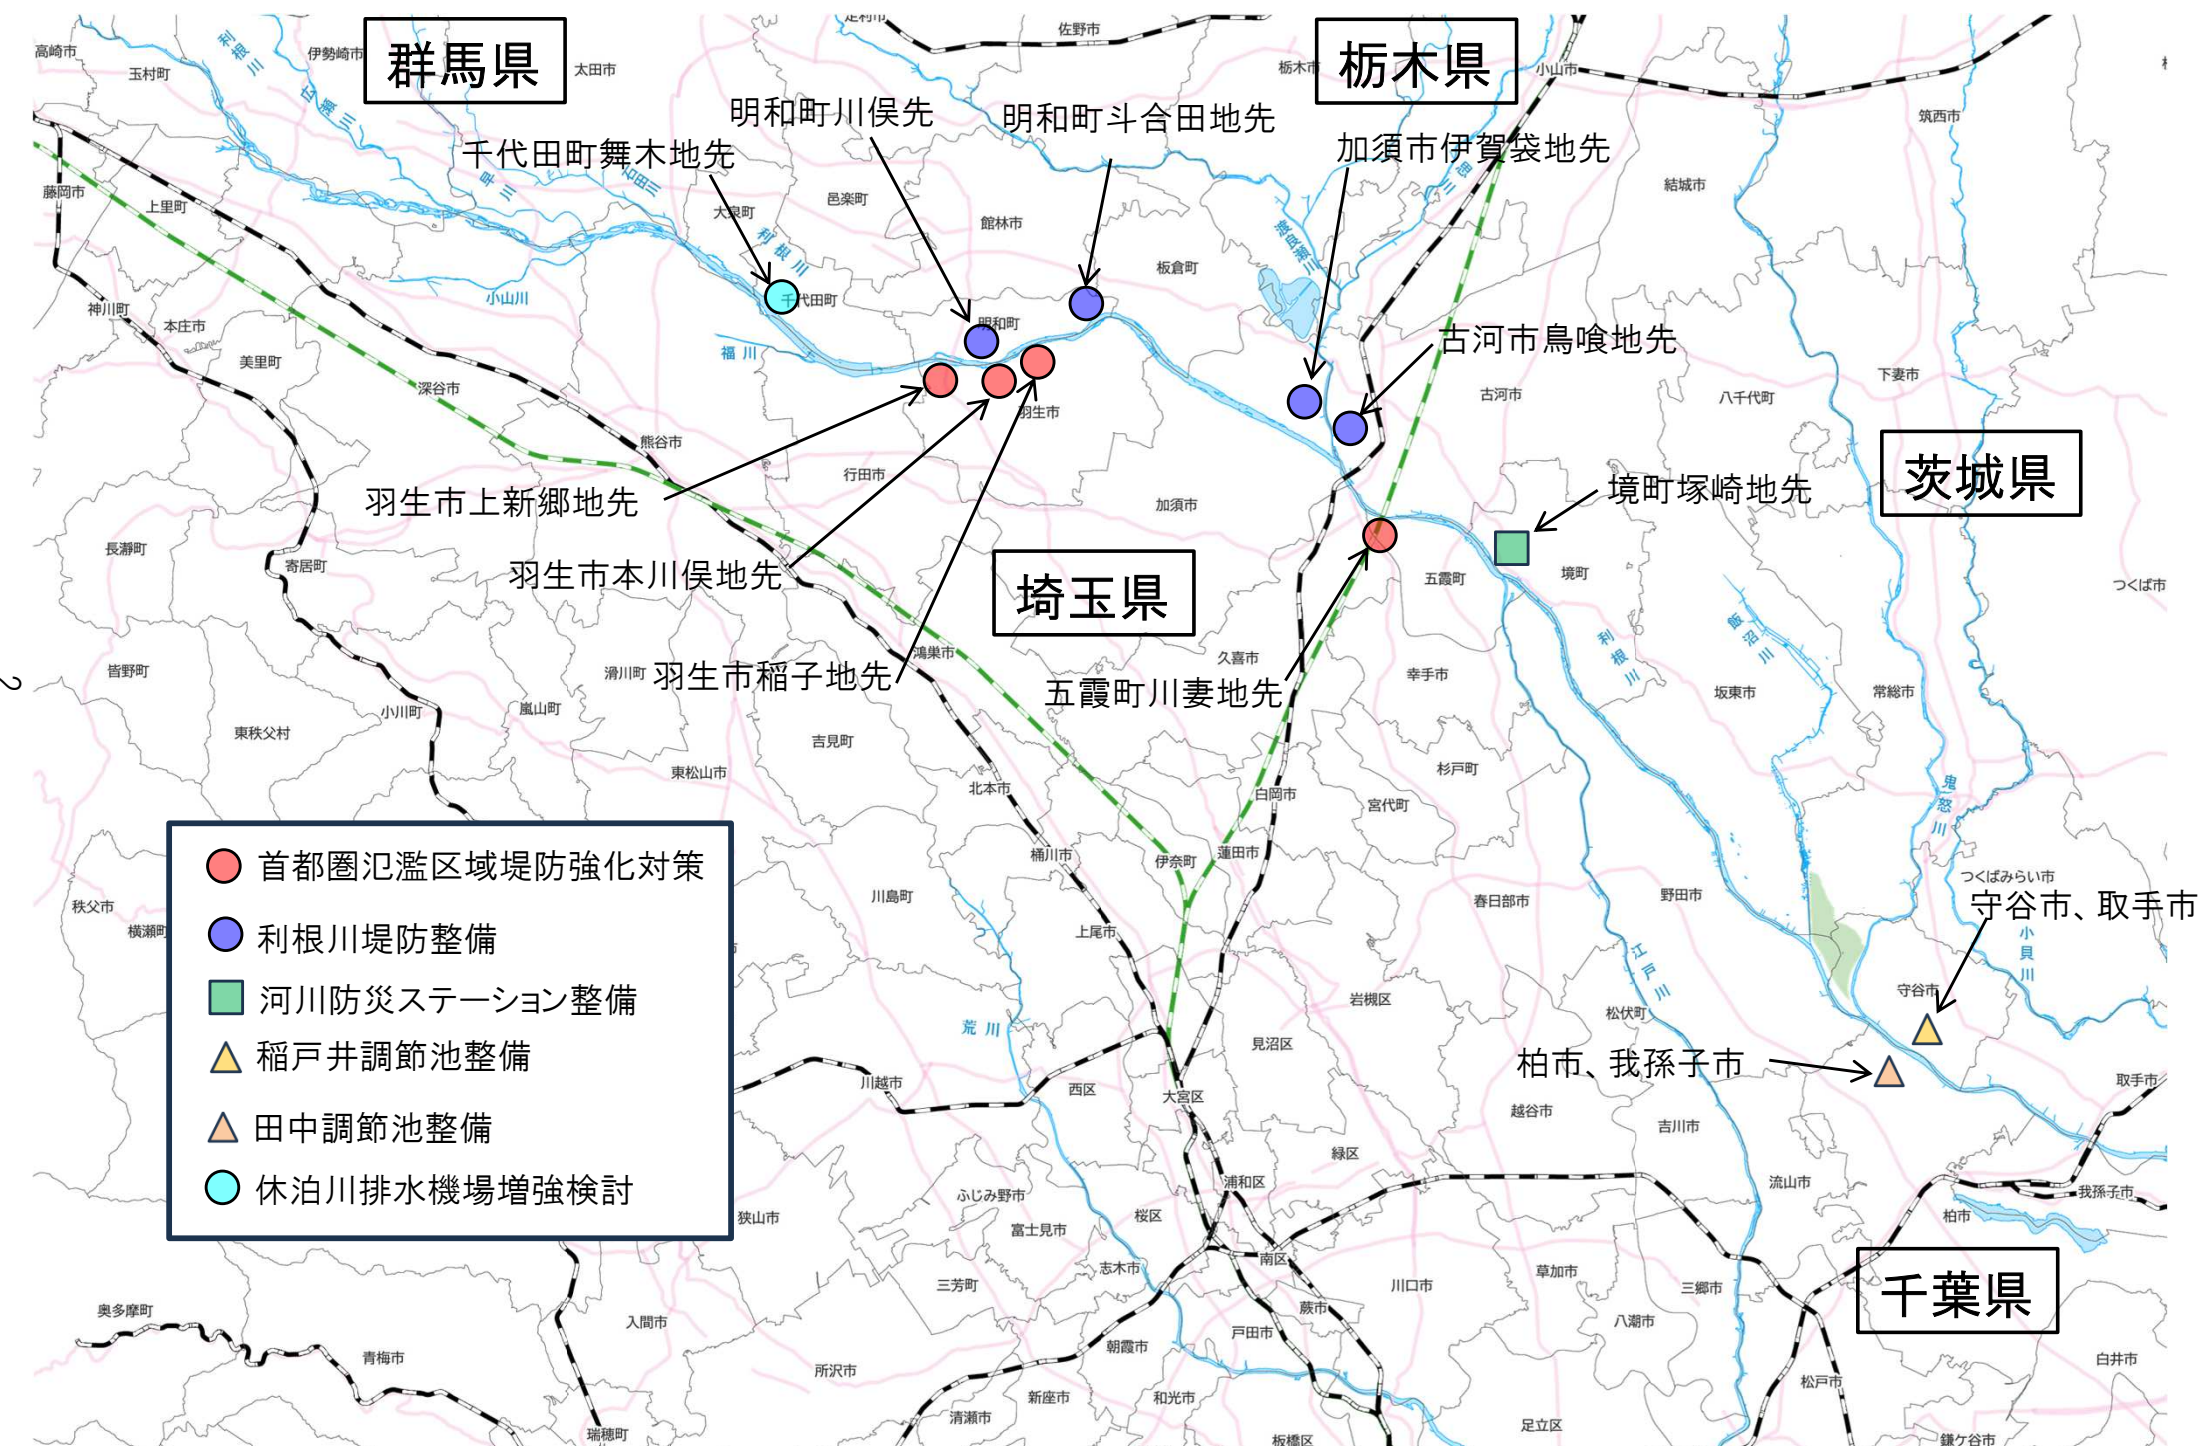 群馬県
栃木県
茨城県
埼玉県
千葉県
千代田町舞木地先
明和町川俣先
明和町斗合田地先
加須市伊賀袋地先
古河市鳥喰地先
境町塚崎地先
羽生市上新郷地先
羽生市本川俣地先
羽生市稲子地先
五霞町川妻地先
守谷市、取手市
柏市、我孫子市
首都圏氾濫区域堤防強化対策
利根川堤防整備
河川防災ステーション整備
稲戸井調節池整備
田中調節池整備
休泊川排水機場増強検討
高崎市
玉村町
利根川
広瀬川
伊勢崎市
太田市
足利市
佐野市
栃木市
小山市
筑西市
藤岡市
上里町
早川
石田川
大泉町
邑楽町
館林市
利根川
千代田町
板倉町
渡良瀬川
結城市
神川町
本庄市
小山川
美里町
深谷市
福川
明和町
羽生市
古河市
八千代町
下妻市
熊谷市
行田市
加須市
長瀞町
寄居町
五霞町
境町
つくば市
皆野町
東秩父村
小川町
嵐山町
滑川町
鴻巣市
久喜市
幸手市
利根川
飯沼川
坂東市
常総市
吉見町
東松山市
北本市
杉戸町
宮代町
白岡市
鬼怒川
桶川市
伊奈町
蓮田市
秩父市
横瀬町
川島町
上尾市
春日部市
野田市
つくばみらい市
小貝川
江戸川
荒川
岩槻区
松伏町
守谷市
見沼区
川越市
西区
大宮区
越谷市
吉川市
取手市
緑区
浦和区
流山市
我孫子市
柏市
狭山市
ふじみ野市
富士見市
桜区
南区
志木市
三芳町
川口市
草加市
三郷市
奥多摩町
入間市
蕨市
戸田市
八潮市
青梅市
所沢市
朝霞市
白井市
新座市
和光市
松戸市
清瀬市
足立区
瑞穂町
板橋区
鎌ケ谷市
2